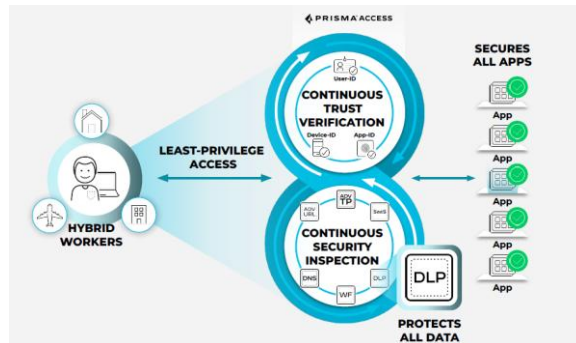 PRISMA ACCESS
SECURES
ALL APPS
User-ID
CONTINUOUS
TRUST
VERIFICATION
Device-ID
App-ID
LEAST-PRIVILEGE
ACCESS
HYBRID
WORKERS
ADV
URL
ADV
TP
SaaS
CONTINUOUS
SECURITY
INSPECTION
DNS
WF
DLP
DLP
PROTECTS
ALL DATA
App
App
App
App
App